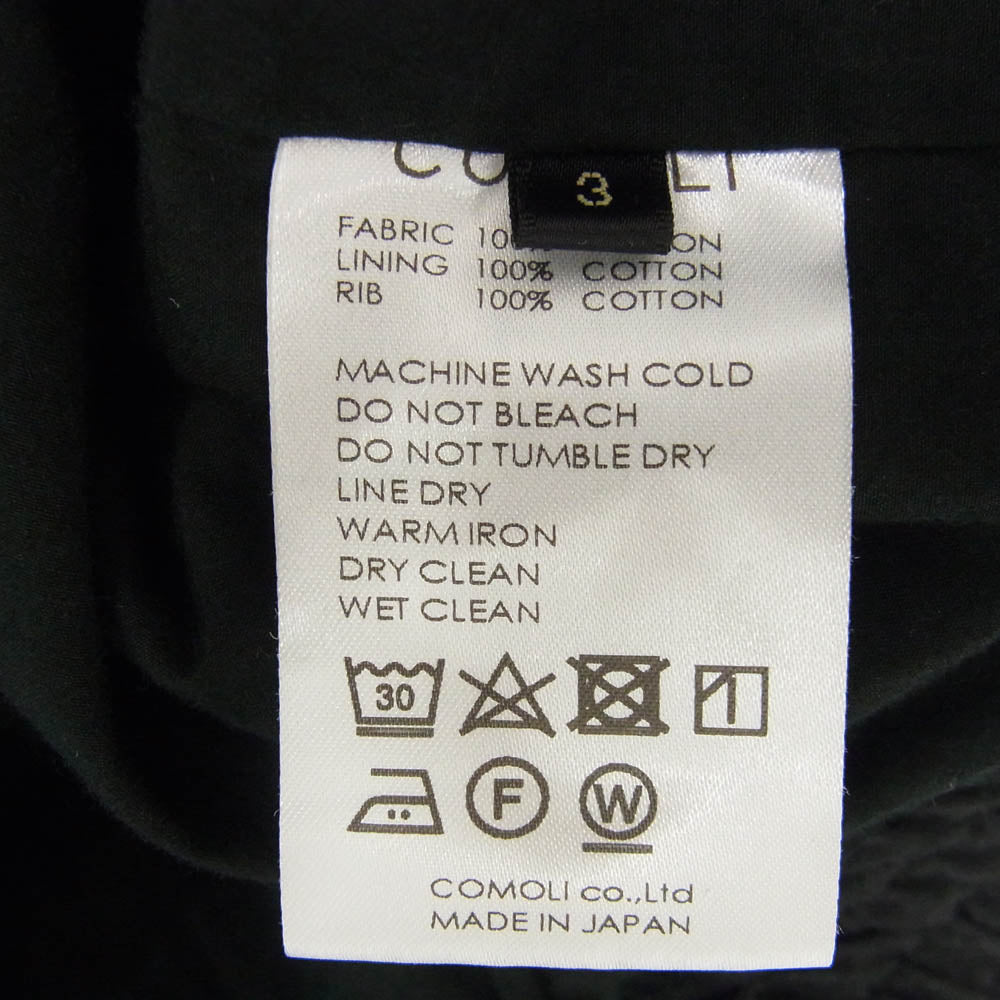 3
FABRIC
LINING 100% COTTON
RIB 100% COTTON
MACHINE WASH COLD
DO NOT BLEACH
DO NOT TUMBLE DRY
LINE DRY
WARM IRON
DRY CLEAN
WET CLEAN
30
F W
COMOLI co.,Ltd
MADE IN JAPAN